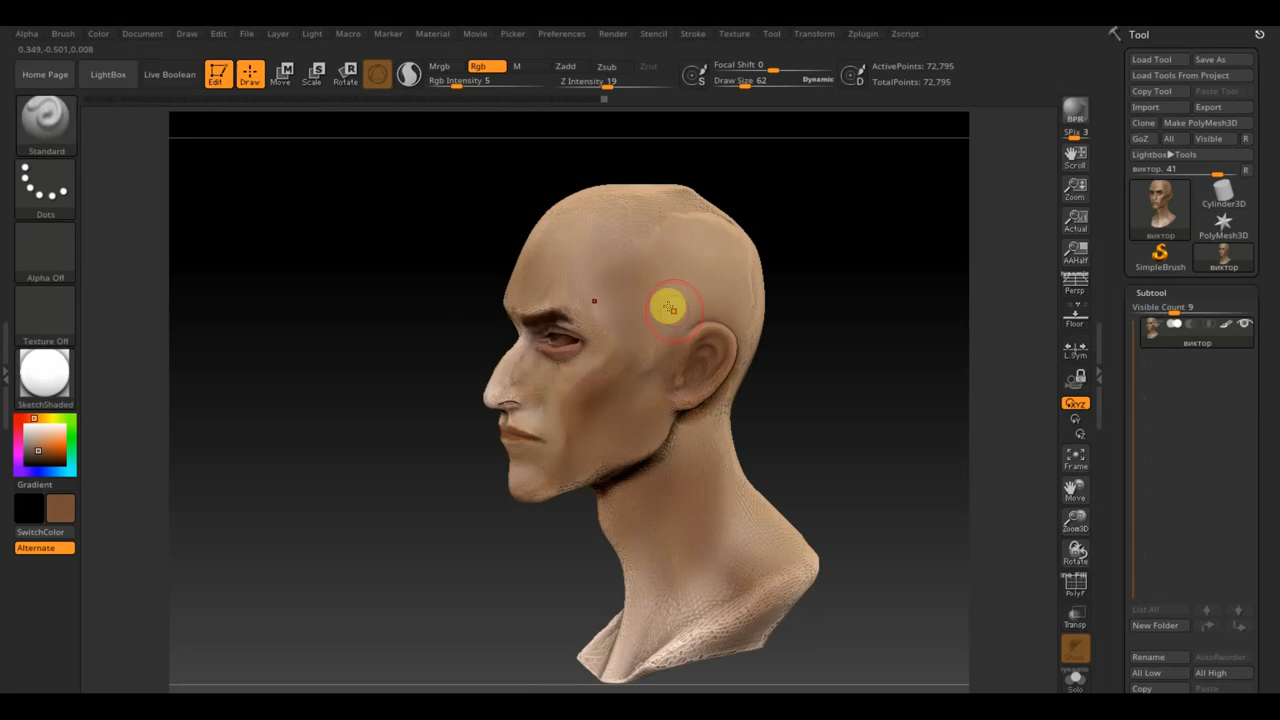 Alpha Brush Color Document Draw Edit File Layer Light Macro Marker Material Movie Picker Preferences Render Stencil Stroke Texture Tool Transform Zplugin Zscript
Tool
0.349,-0.501,0.008
Home Page
LightBox
Live Boolean
Edit
Draw
Move
Scale
Rotate
Mrgb Rgb M
Rgb Intensity 5
Zadd Zsub Zcut
Z Intensity 19
S
Focal Shift 0
Draw Size 62 Dynamic
D
ActivePoints: 72,795
TotalPoints: 72,795
Load Tool Save As
Load Tools From Project
Copy Tool Paste Tool
Import Export
Clone Make PolyMesh3D
GoZ All Visible R
Lightbox▶Tools
виктор. 41 R
виктор
Cylinder3D
PolyMesh3D
SimpleBrush
виктор
Subtool
Visible Count 9
виктор
List All
New Folder
Rename AutoReorder
All Low All High
Copy Paste
Standard
Dots
Alpha Off
Texture Off
SketchShaded
Gradient
SwitchColor
Alternate
BPR
SPix 3
Scroll
Zoom
Actual
AAHalf
Dynamic
Persp
Floor
L.Sym
XYZ
Y
Z
Frame
Move
Zoom3D
Rotate
PolyF
Transp
Ghost
Dynamic
Solo